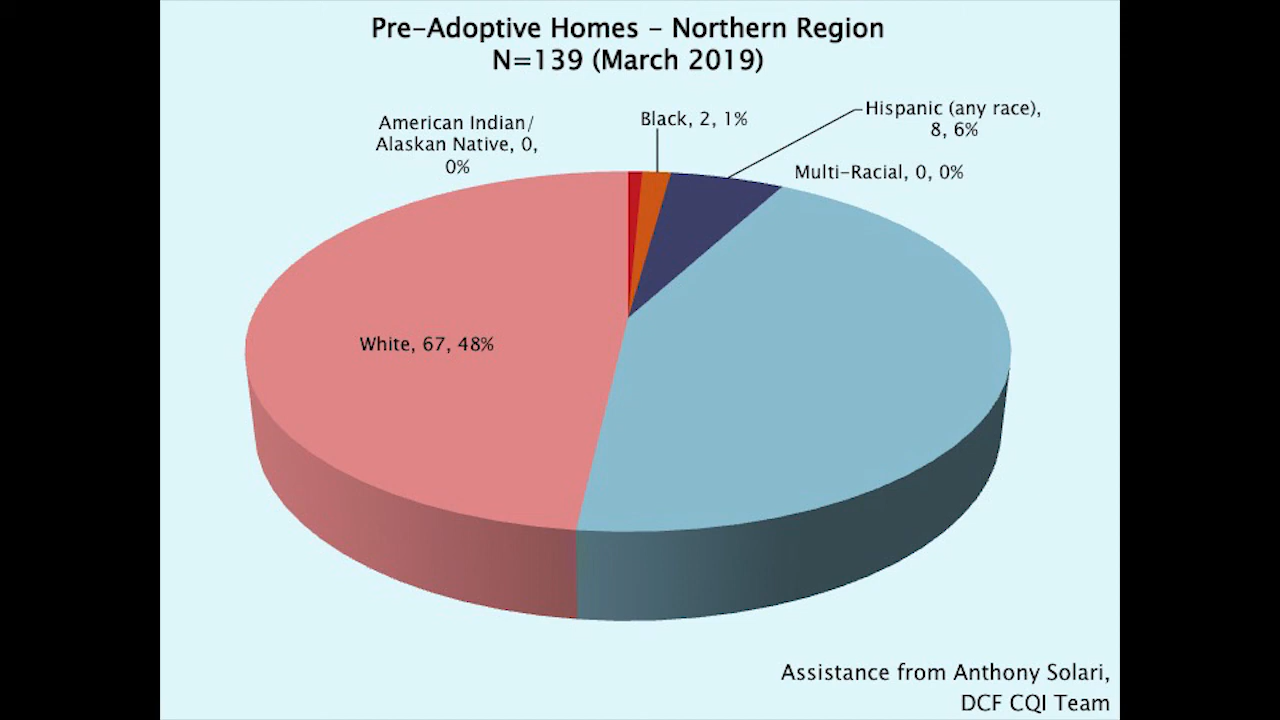 Pre-Adoptive Homes - Northern Region
N=139 (March 2019)
American Indian/
Alaskan Native, 0,
0%
Black, 2, 1%
Hispanic (any race),
8, 6%
Multi-Racial, 0, 0%
White, 67, 48%
Assistance from Anthony Solari,
DCF CQI Team